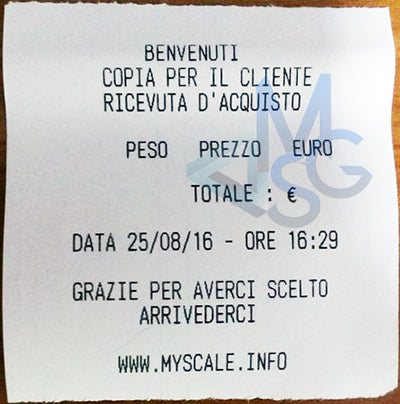 BENVENUTI
COPIA PER IL CLIENTE
RICEVUTA D'ACQUISTO
PESO PREZZO EURO
TOTALE : €
DATA 25/08/16 - ORE 16:29
GRAZIE PER AVERCI SCELTO
ARRIVEDERCI
WWW.MYSCALE.INFO
MSG